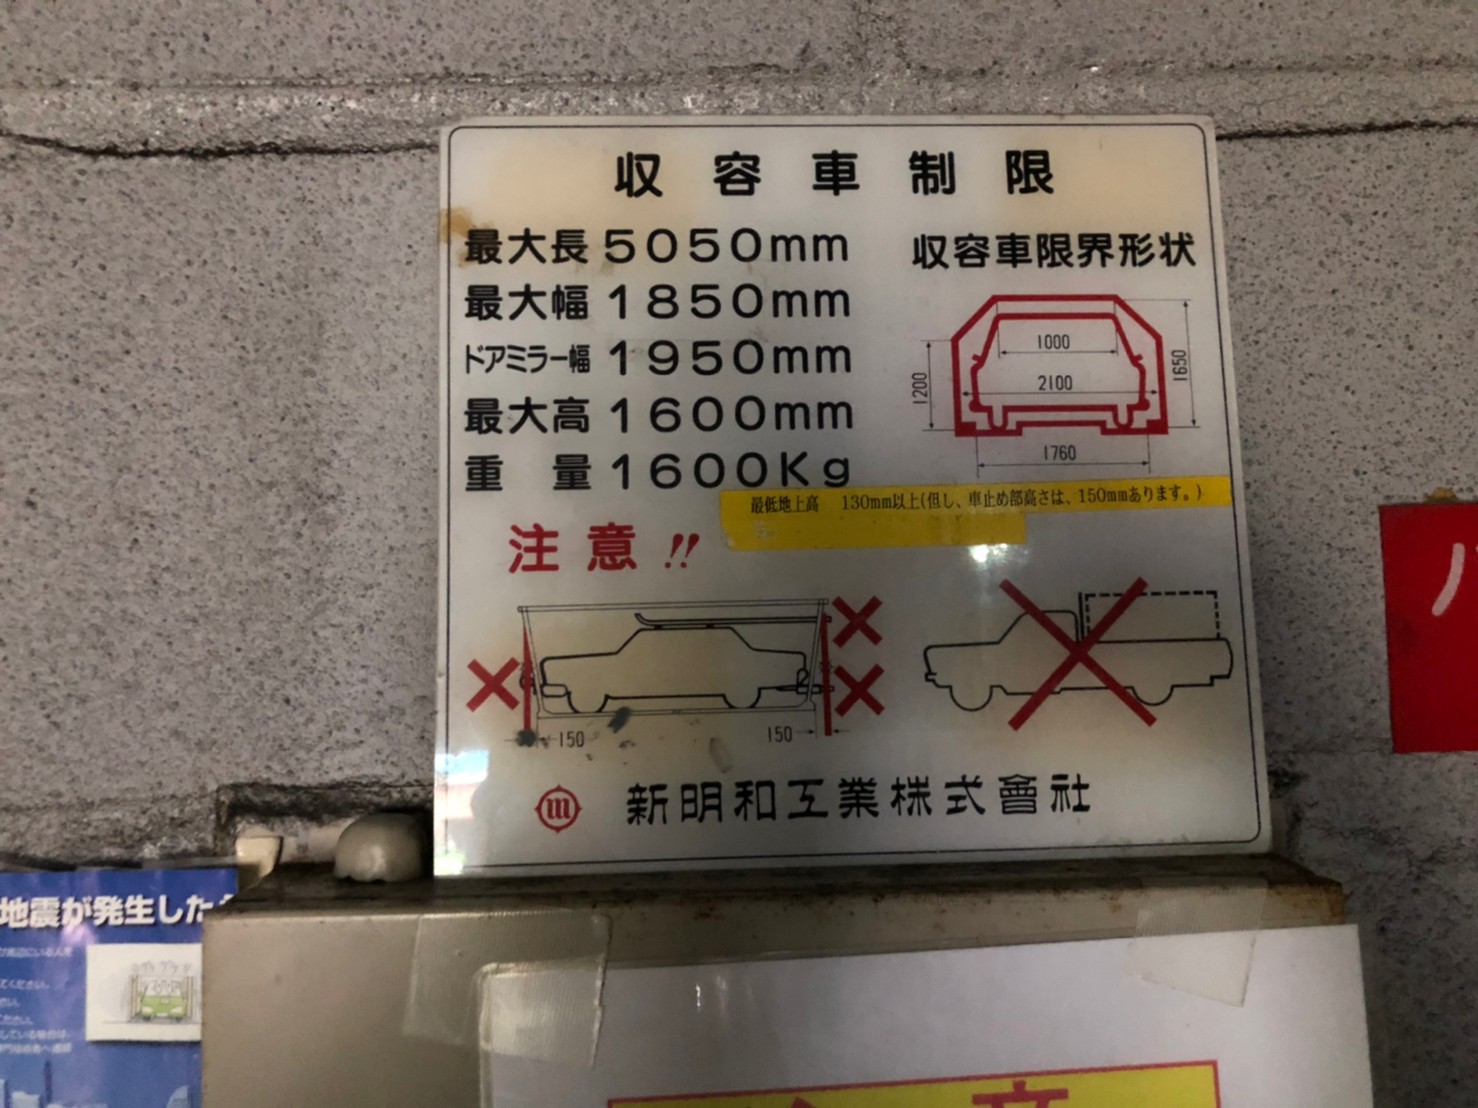 収容車制限
最大長 5050mm
最大幅 1850mm
ドアミラー幅 1950mm
最大高 1600mm
重量 1600Kg
収容車限界形状
1000
2100
1200
1650
1760
最低地上高 130mm以上(但し、車止め部高さは、150mmあります。)
注意!!
150
150
新明和工業株式會社
地震が発生した